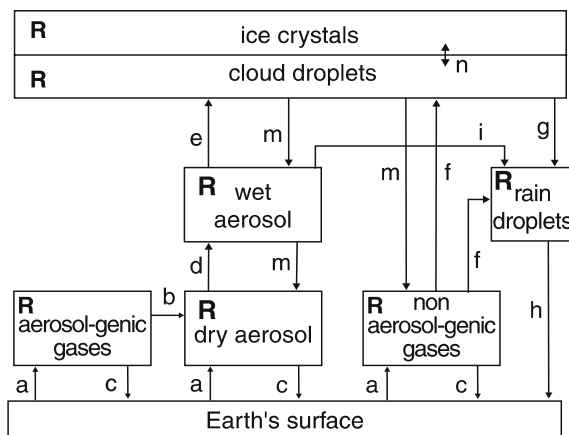 R
ice crystals
R
cloud droplets
n
e
m
m
f
i
g
R
wet
aerosol
R
rain
droplets
d
m
f
h
R
aerosol-genic
gases
b
R
dry aerosol
R
non
aerosol-genic
gases
a
c
a
c
a
c
Earth's surface